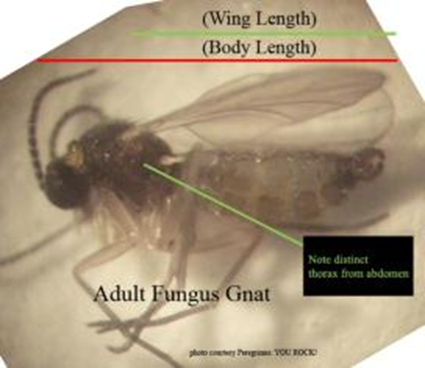 (Wing Length)
(Body Length)
Note distinct
thorax from abdomen
Adult Fungus Gnat
photo courtesy Peregrinus: YOU ROCK!